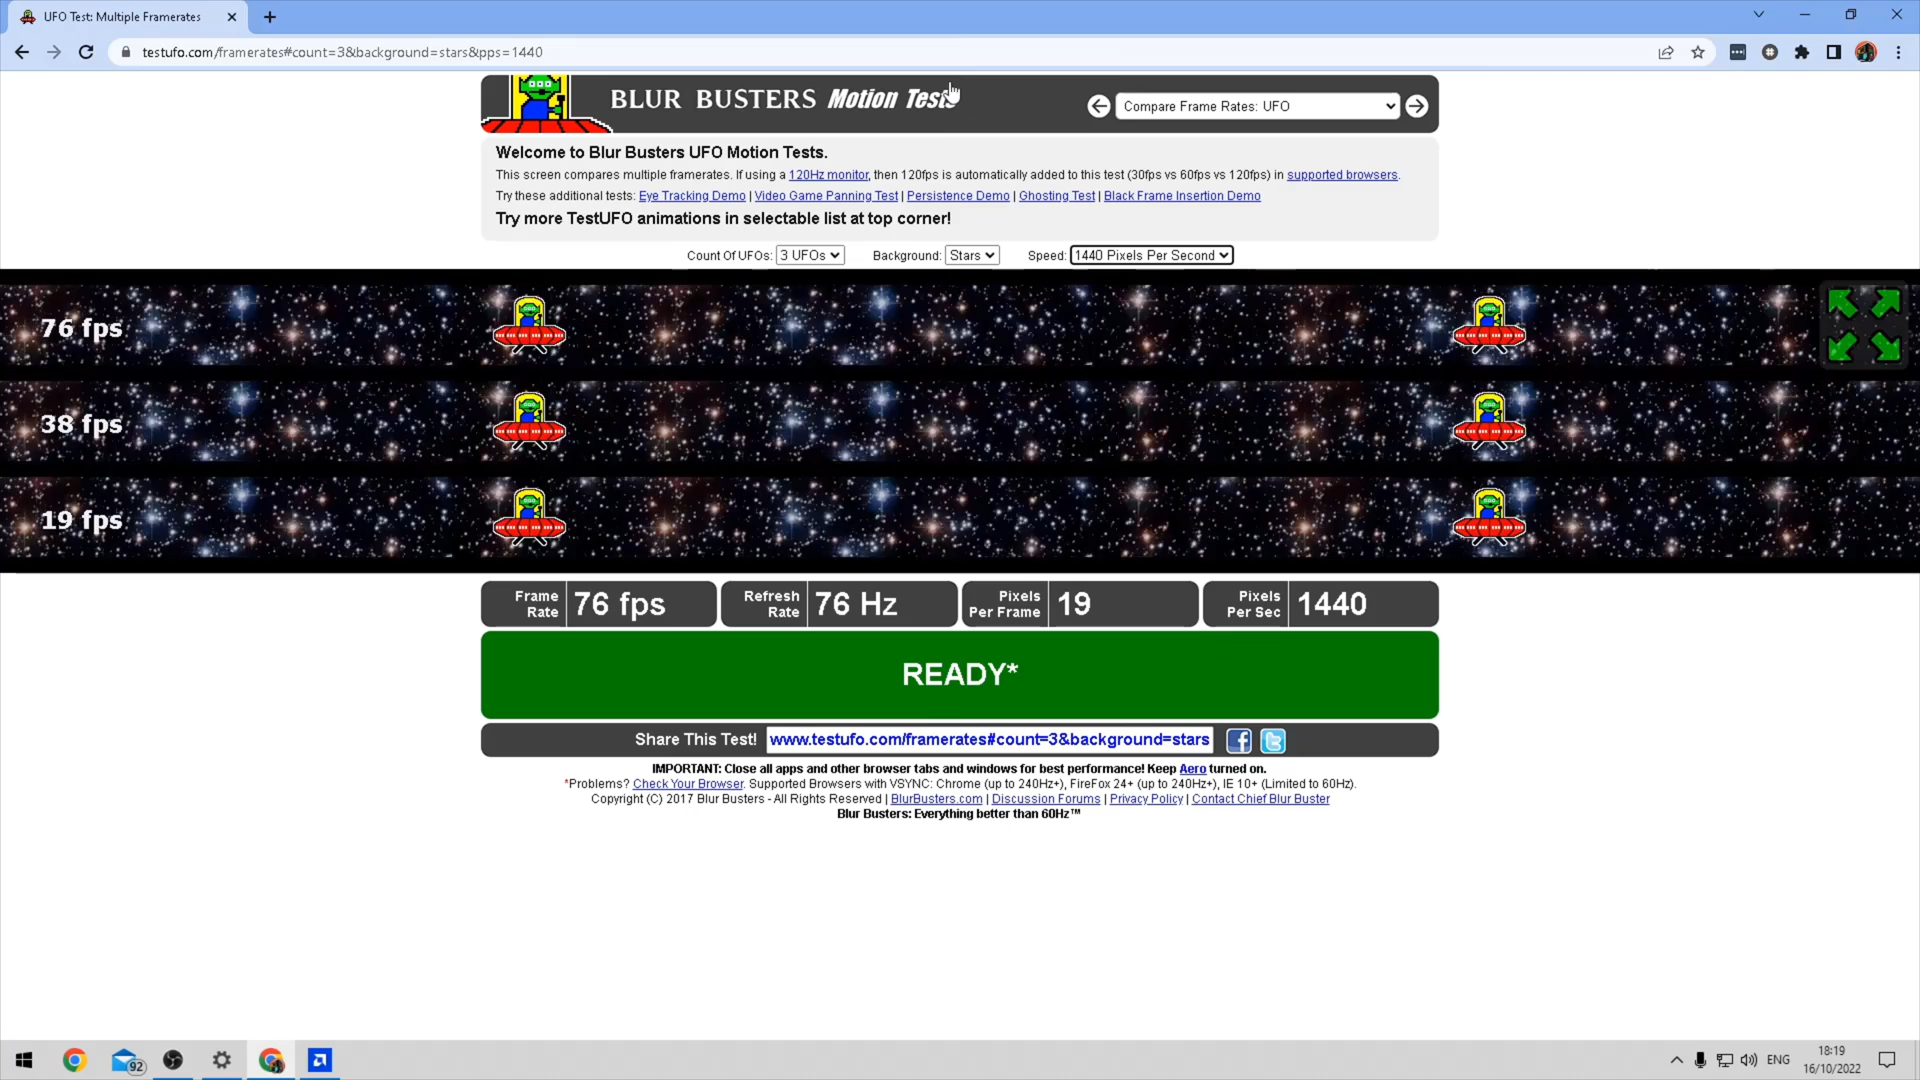 UFO Test: Multiple Framerates
testufo.com/framerates#count=3&background=stars&pps=1440
BLUR BUSTERS Motion Tests
Compare Frame Rates: UFO
Welcome to Blur Busters UFO Motion Tests.
This screen compares multiple framerates. If using a 120Hz monitor, then 120fps is automatically added to this test (30fps vs 60fps vs 120fps) in supported browsers.
Try these additional tests: Eye Tracking Demo | Video Game Panning Test | Persistence Demo | Ghosting Test | Black Frame Insertion Demo
Try more TestUFO animations in selectable list at top corner!
Count Of UFOs: 3 UFOs Background: Stars Speed: 1440 Pixels Per Second
76 fps
38 fps
19 fps
Frame Rate 76 fps Refresh Rate 76 Hz Pixels Per Frame 19 Pixels Per Sec 1440
READY*
Share This Test! www.testufo.com/framerates#count=3&background=stars
IMPORTANT: Close all apps and other browser tabs and windows for best performance! Keep Aero turned on.
*Problems? Check Your Browser. Supported Browsers with VSYNC: Chrome (up to 240Hz+), FireFox 24+ (up to 240Hz+), IE 10+ (Limited to 60Hz).
Copyright (C) 2017 Blur Busters - All Rights Reserved | BlurBusters.com | Discussion Forums | Privacy Policy | Contact Chief Blur Buster
Blur Busters: Everything better than 60Hz™
92
ENG
18:19
16/10/2022